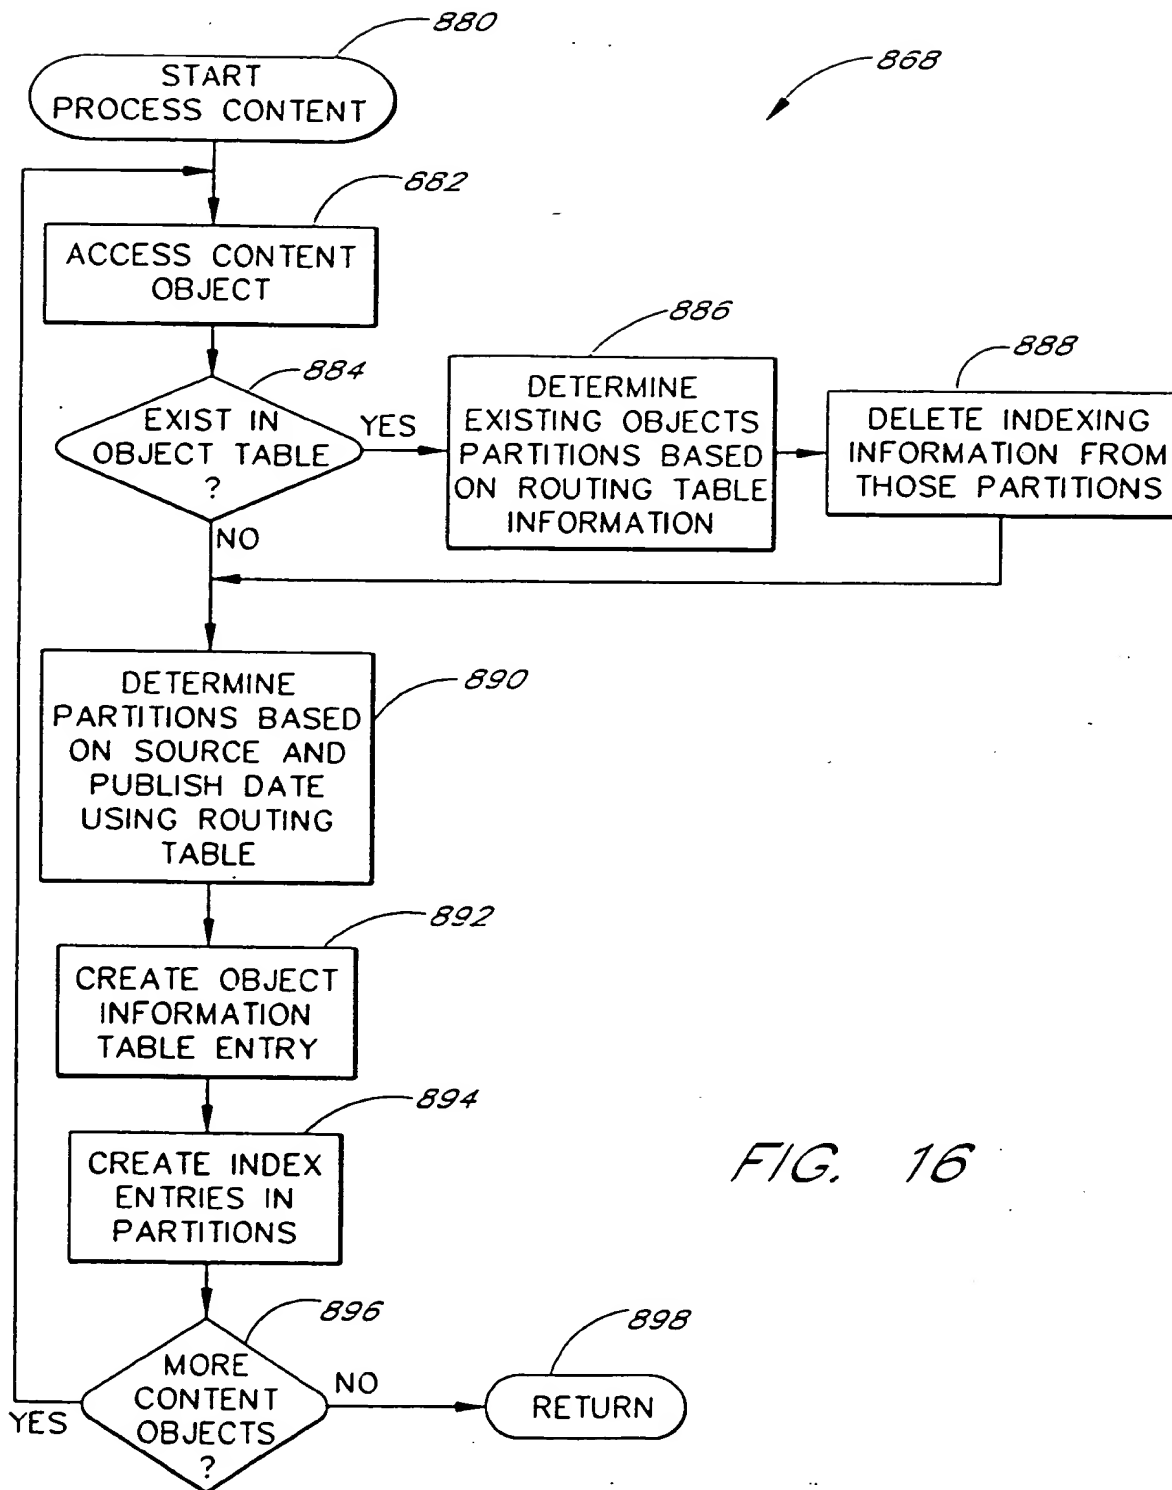 880
START
PROCESS CONTENT
868
882
ACCESS CONTENT
OBJECT
884
EXIST IN
OBJECT TABLE
?
YES
NO
886
DETERMINE
EXISTING OBJECTS
PARTITIONS BASED
ON ROUTING TABLE
INFORMATION
888
DELETE INDEXING
INFORMATION FROM
THOSE PARTITIONS
890
DETERMINE
PARTITIONS BASED
ON SOURCE AND
PUBLISH DATE
USING ROUTING
TABLE
892
CREATE OBJECT
INFORMATION
TABLE ENTRY
894
CREATE INDEX
ENTRIES IN
PARTITIONS
896
MORE
CONTENT
OBJECTS
?
YES
NO
898
RETURN
FIG. 16